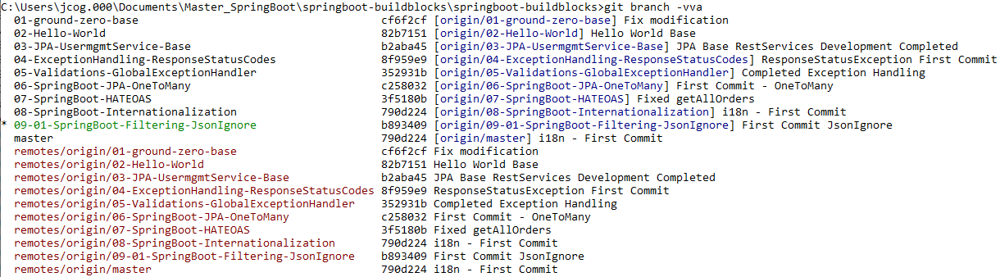 C:\Users\jcog.000\Documents\Master_SpringBoot\springboot-buildblocks\springboot-buildblocks>git branch -vva
  01-ground-zero-base                                    cf6f2cf [origin/01-ground-zero-base] Fix modification
  02-Hello-World                                         82b7151 [origin/02-Hello-World] Hello World Base
  03-JPA-UsermgmtService-Base                            b2aba45 [origin/03-JPA-UsermgmtService-Base] JPA Base RestServices Development Completed
  04-ExceptionHandling-ResponseStatusCodes               8f959e9 [origin/04-ExceptionHandling-ResponseStatusCodes] ResponseStatusException First Commit
  05-Validations-GlobalExceptionHandler                  352931b [origin/05-Validations-GlobalExceptionHandler] Completed Exception Handling
  06-SpringBoot-JPA-OneToMany                            c258032 [origin/06-SpringBoot-JPA-OneToMany] First Commit - OneToMany
  07-SpringBoot-HATEOAS                                  3f5180b [origin/07-SpringBoot-HATEOAS] Fixed getAllOrders
  08-SpringBoot-Internationalization                     790d224 [origin/08-SpringBoot-Internationalization] i18n - First Commit
* 09-01-SpringBoot-Filtering-JsonIgnore                  b893409 [origin/09-01-SpringBoot-Filtering-JsonIgnore] First Commit JsonIgnore
  master                                                 790d224 [origin/master] i18n - First Commit
  remotes/origin/01-ground-zero-base                     cf6f2cf Fix modification
  remotes/origin/02-Hello-World                          82b7151 Hello World Base
  remotes/origin/03-JPA-UsermgmtService-Base             b2aba45 JPA Base RestServices Development Completed
  remotes/origin/04-ExceptionHandling-ResponseStatusCodes 8f959e9 ResponseStatusException First Commit
  remotes/origin/05-Validations-GlobalExceptionHandler   352931b Completed Exception Handling
  remotes/origin/06-SpringBoot-JPA-OneToMany             c258032 First Commit - OneToMany
  remotes/origin/07-SpringBoot-HATEOAS                   3f5180b Fixed getAllOrders
  remotes/origin/08-SpringBoot-Internationalization      790d224 i18n - First Commit
  remotes/origin/09-01-SpringBoot-Filtering-JsonIgnore   b893409 First Commit JsonIgnore
  remotes/origin/master                                  790d224 i18n - First Commit